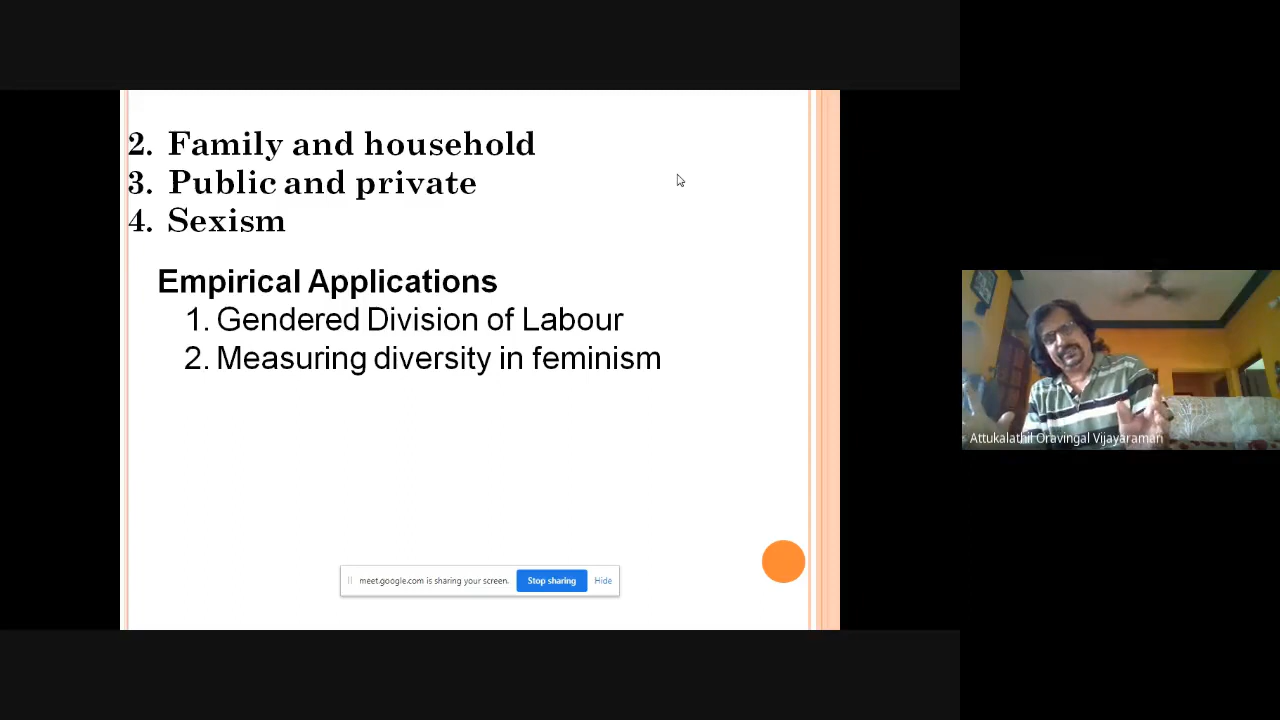 2. Family and household
3. Public and private
4. Sexism
Empirical Applications
1. Gendered Division of Labour
2. Measuring diversity in feminism
meet.google.com is sharing your screen. Stop sharing Hide
Attukalathil Oravingal Vijayaraman